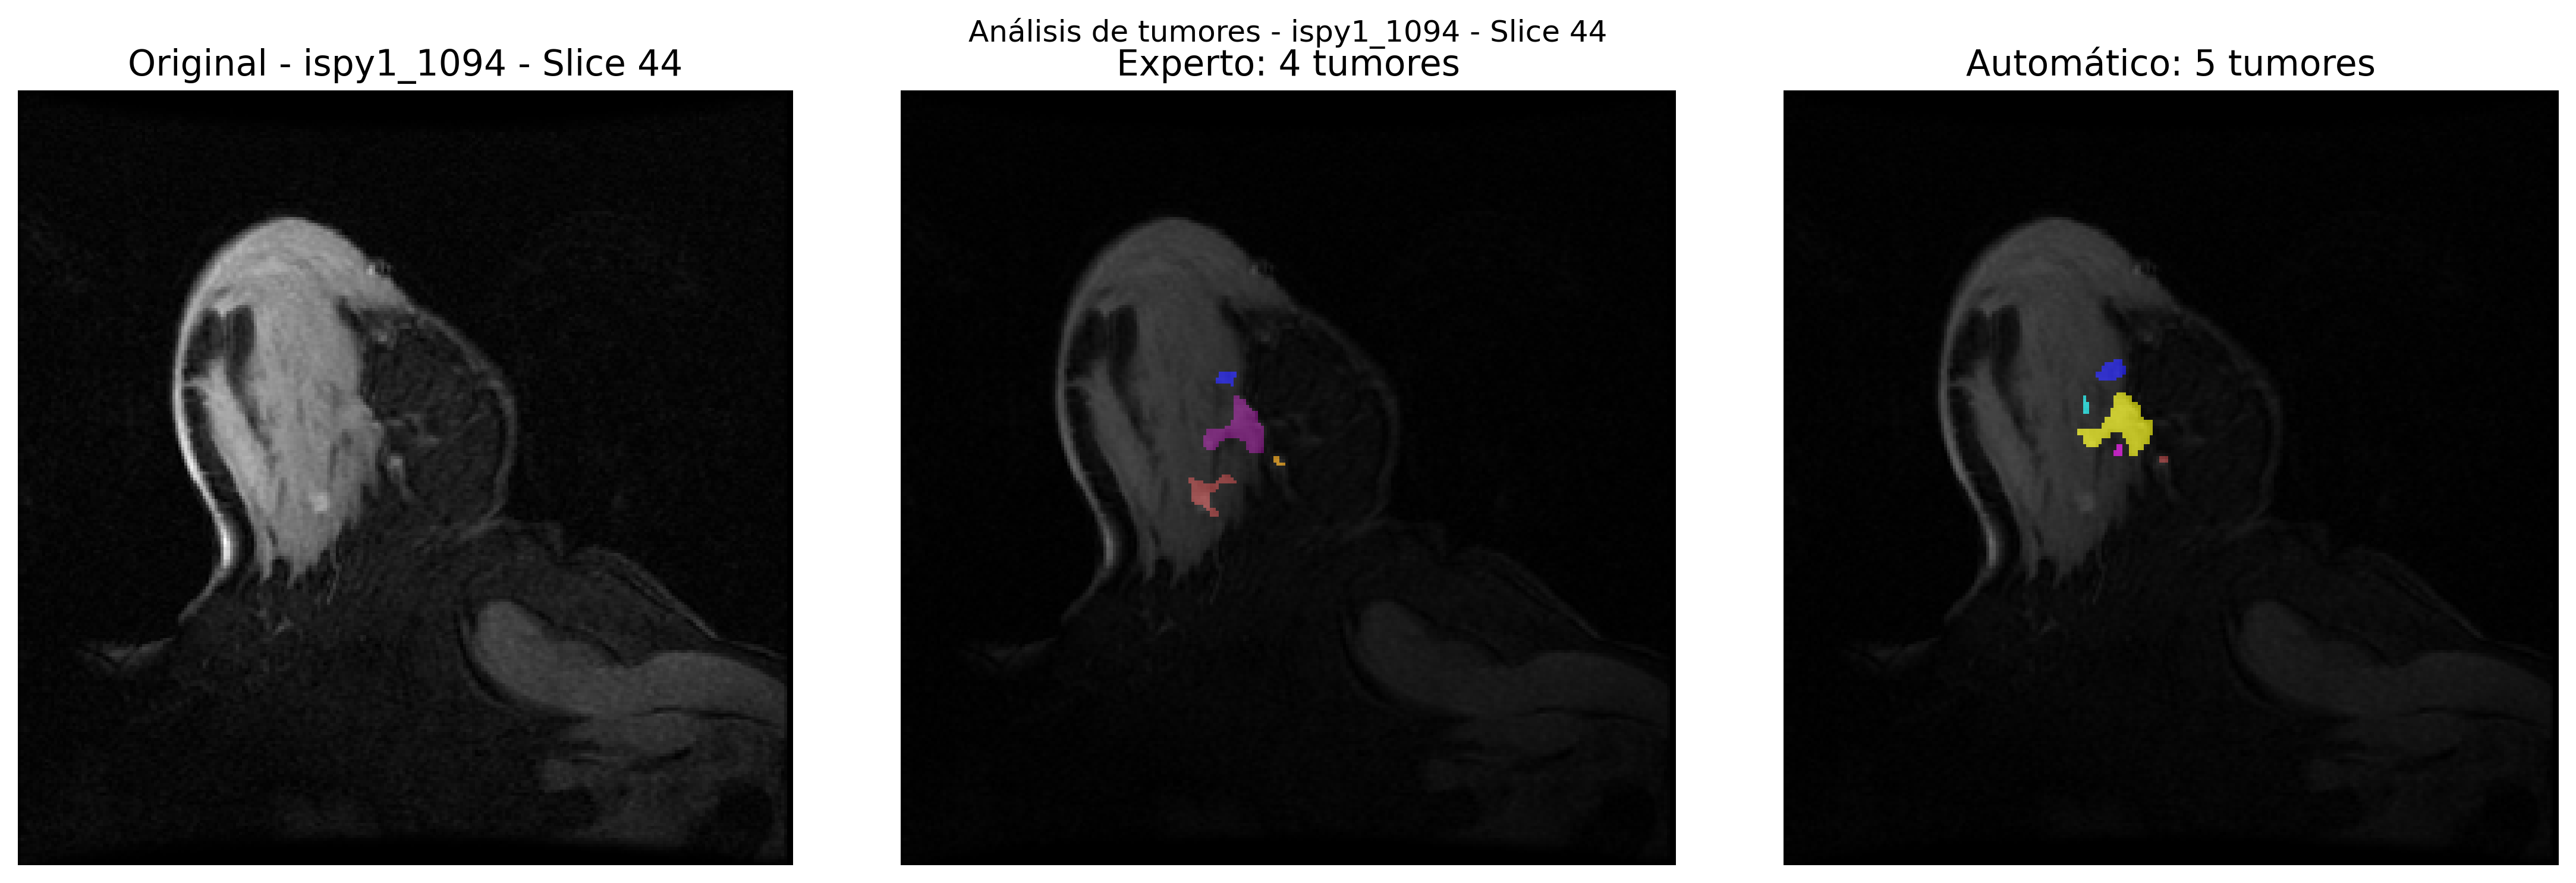 Análisis de tumores - ispy1_1094 - Slice 44
Original - ispy1_1094 - Slice 44
Experto: 4 tumores
Automático: 5 tumores